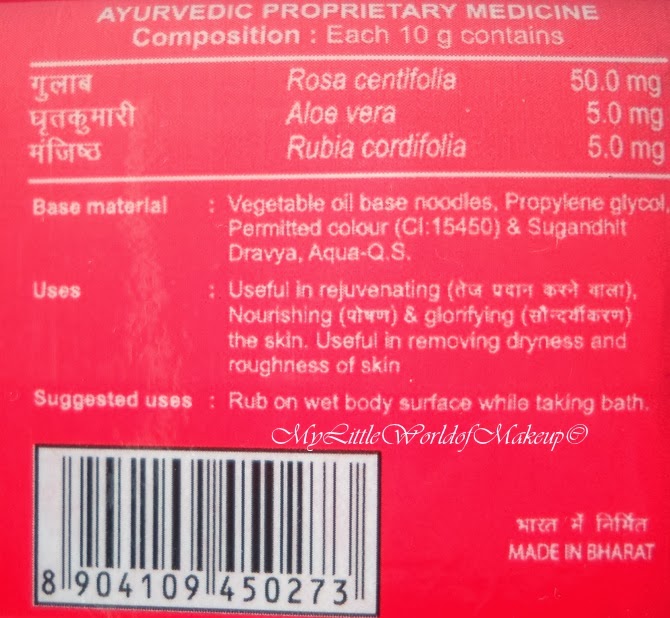 AYURVEDIC PROPRIETARY MEDICINE
Composition : Each 10 g contains
गुलाब Rosa centifolia 50.0 mg
घृतकुमारी Aloe vera 5.0 mg
मंजिष्ठ Rubia cordifolia 5.0 mg
Base material : Vegetable oil base noodles, Propylene glycol,
Permitted colour (CI:15450) & Sugandhit
Dravya, Aqua-Q.S.
Uses : Useful in rejuvenating (तेज प्रदान करने वाला),
Nourishing (पोषण) & glorifying (सौन्दर्यीकरण)
the skin. Useful in removing dryness and
roughness of skin
Suggested uses : Rub on wet body surface while taking bath.
MyLittleWorldofMakeup©
8 904109 450273
भारत में निर्मित
MADE IN BHARAT